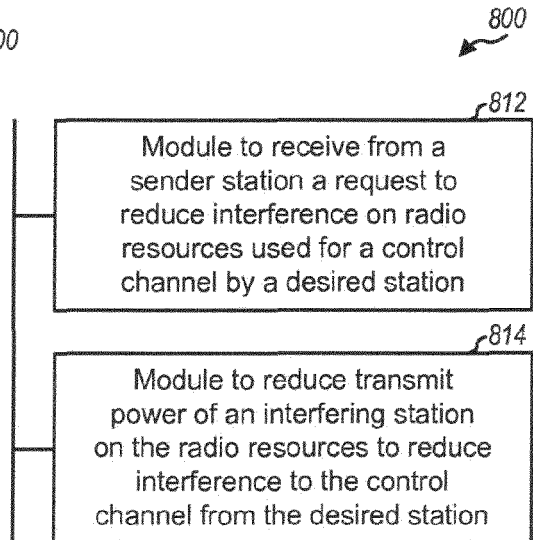 800
00
812
Module to receive from a
sender station a request to
reduce interference on radio
resources used for a control
channel by a desired station
814
Module to reduce transmit
power of an interfering station
on the radio resources to reduce
interference to the control
channel from the desired station